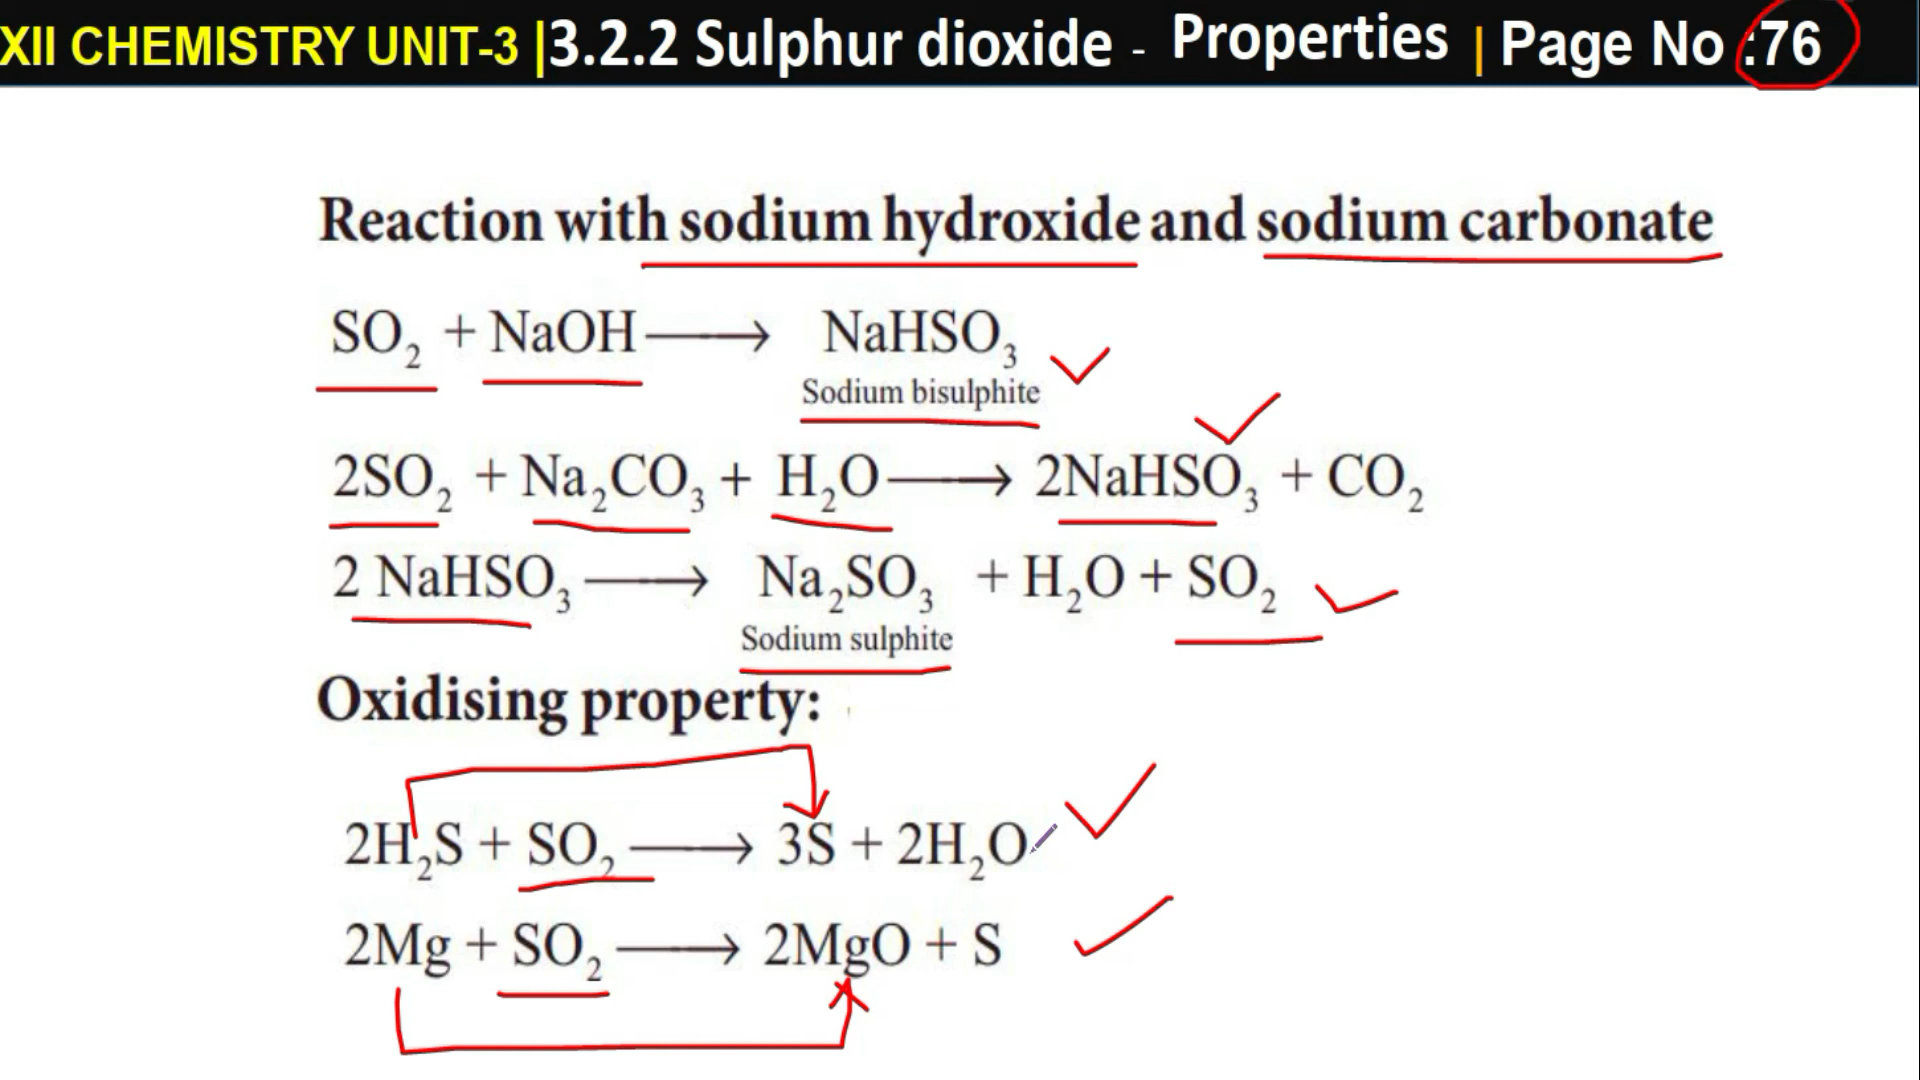 XII CHEMISTRY UNIT-3 |3.2.2 Sulphur dioxide - Properties | Page No :76
Reaction with sodium hydroxide and sodium carbonate
SO₂ + NaOH ⟶ NaHSO₃
Sodium bisulphite
2SO₂ + Na₂CO₃ + H₂O ⟶ 2NaHSO₃ + CO₂
2 NaHSO₃ ⟶ Na₂SO₃ + H₂O + SO₂
Sodium sulphite
Oxidising property:
2H₂S + SO₂ ⟶ 3S + 2H₂O
2Mg + SO₂ ⟶ 2MgO + S